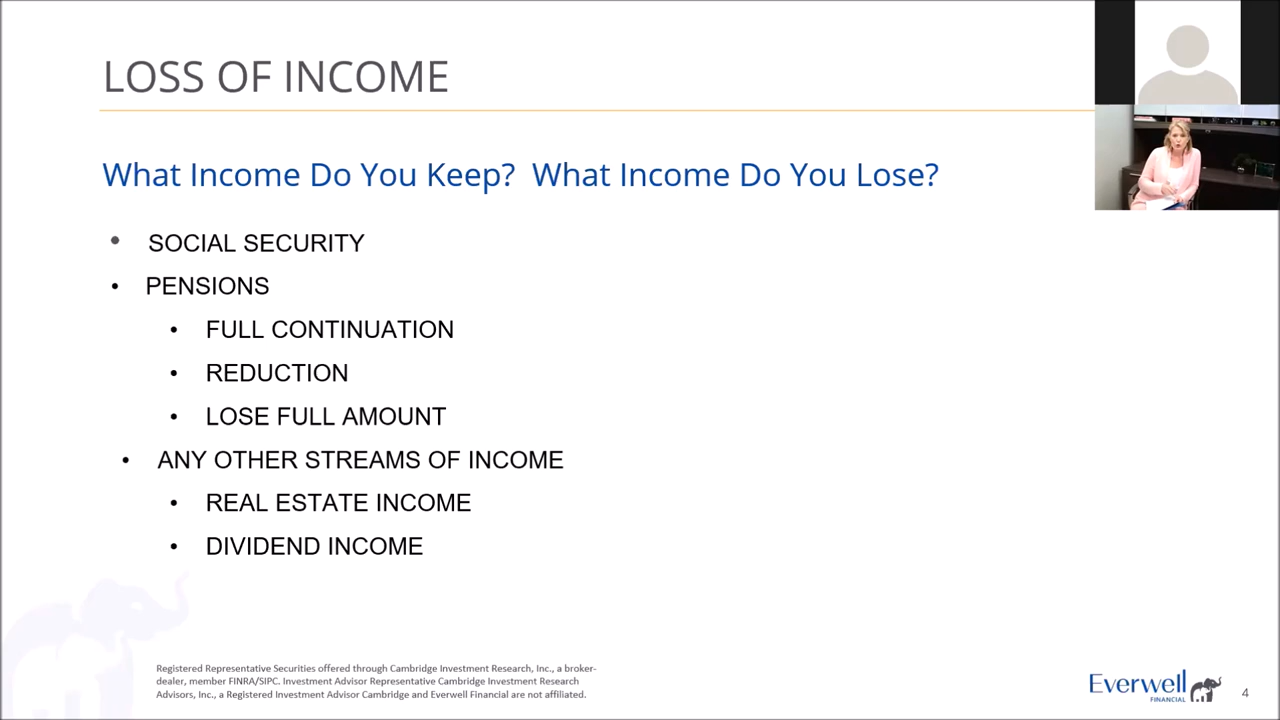 LOSS OF INCOME
What Income Do You Keep? What Income Do You Lose?
• SOCIAL SECURITY
• PENSIONS
• FULL CONTINUATION
• REDUCTION
• LOSE FULL AMOUNT
• ANY OTHER STREAMS OF INCOME
• REAL ESTATE INCOME
• DIVIDEND INCOME
Registered Representative Securities offered through Cambridge Investment Research, Inc., a broker-
dealer, member FINRA/SIPC. Investment Advisor Representative Cambridge Investment Research
Advisors, Inc., a Registered Investment Advisor Cambridge and Everwell Financial are not affiliated.
Everwell
FINANCIAL
4